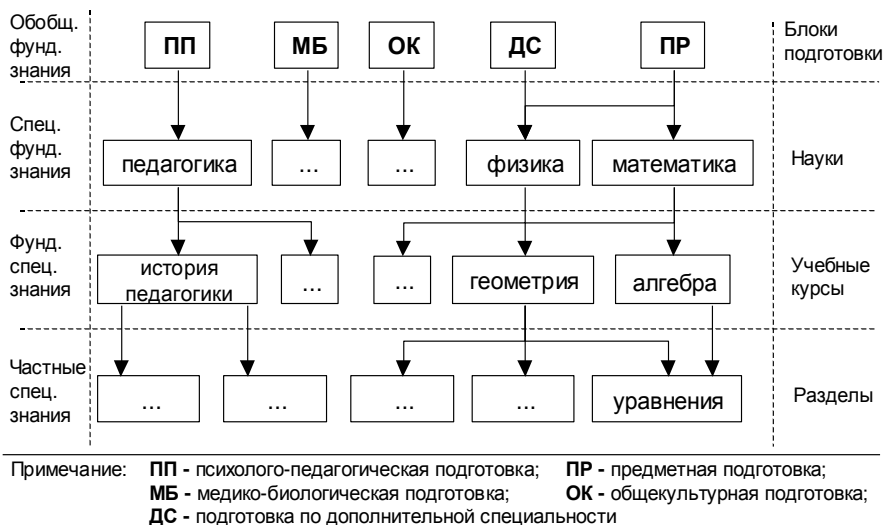 Обобщ.
фунд.
знания
ПП
МБ
ОК
ДС
ПР
Блоки
подготовки
Спец.
фунд.
знания
педагогика
...
...
физика
математика
Науки
Фунд.
спец.
знания
история
педагогики
...
...
геометрия
алгебра
Учебные
курсы
Частные
спец.
знания
...
...
...
...
уравнения
Разделы
Примечание: ПП - психолого-педагогическая подготовка; ПР - предметная подготовка;
МБ - медико-биологическая подготовка; ОК - общекультурная подготовка;
ДС - подготовка по дополнительной специальности